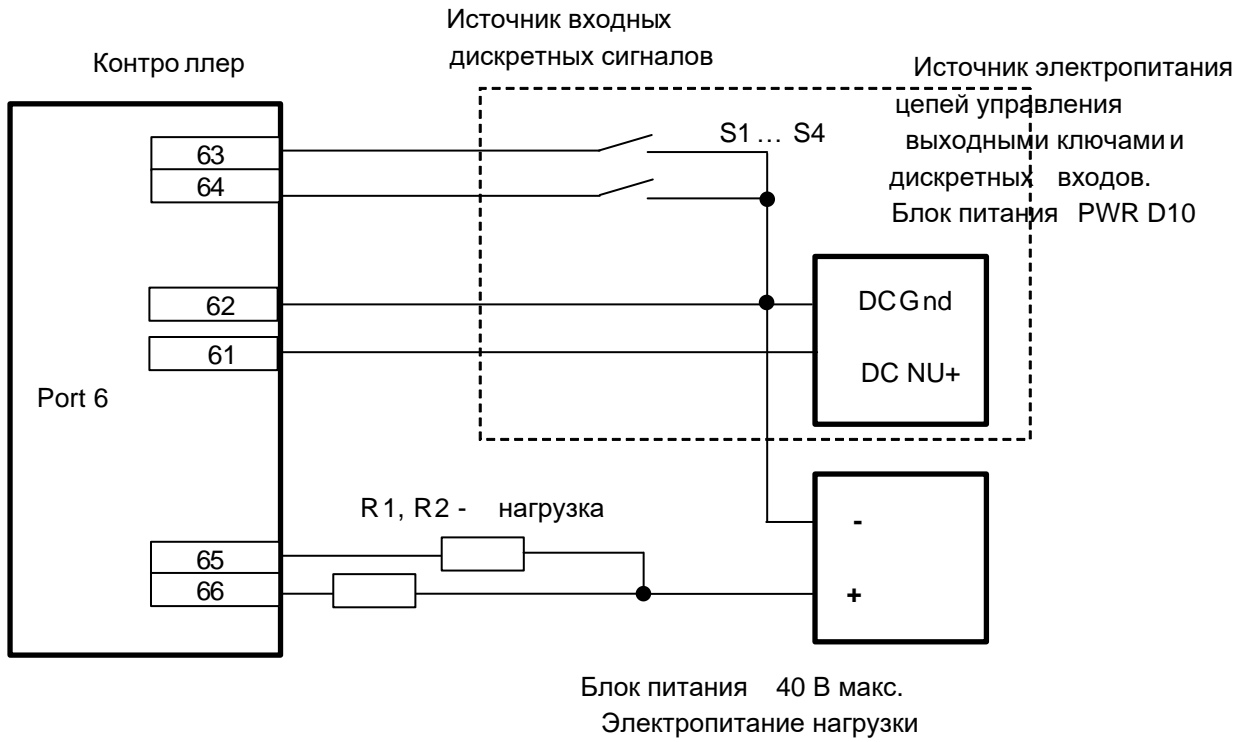 Источник входных
дискретных сигналов
Контро ллер
Источник электропитания
цепей управления
выходными ключами и
дискретных входов.
Блок питания PWR D10
S1 ... S4
63
64
62
61
DC Gnd
DC NU+
Port 6
R1, R2 - нагрузка
65
66
-
+
Блок питания 40 В макс.
Электропитание нагрузки